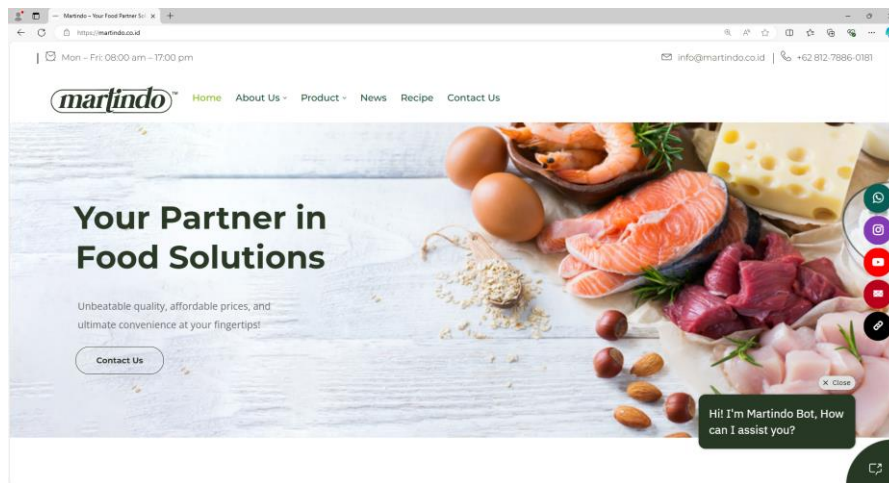 Martindo – Your Food Partner Sol
https://martindo.co.id
Mon – Fri: 08:00 am – 17:00 pm
info@martindo.co.id | +62 812-7886-0181
martindo™
Home About Us Product News Recipe Contact Us
Your Partner in
Food Solutions
Unbeatable quality, affordable prices, and
ultimate convenience at your fingertips!
Contact Us
× Close
Hi! I'm Martindo Bot, How
can I assist you?